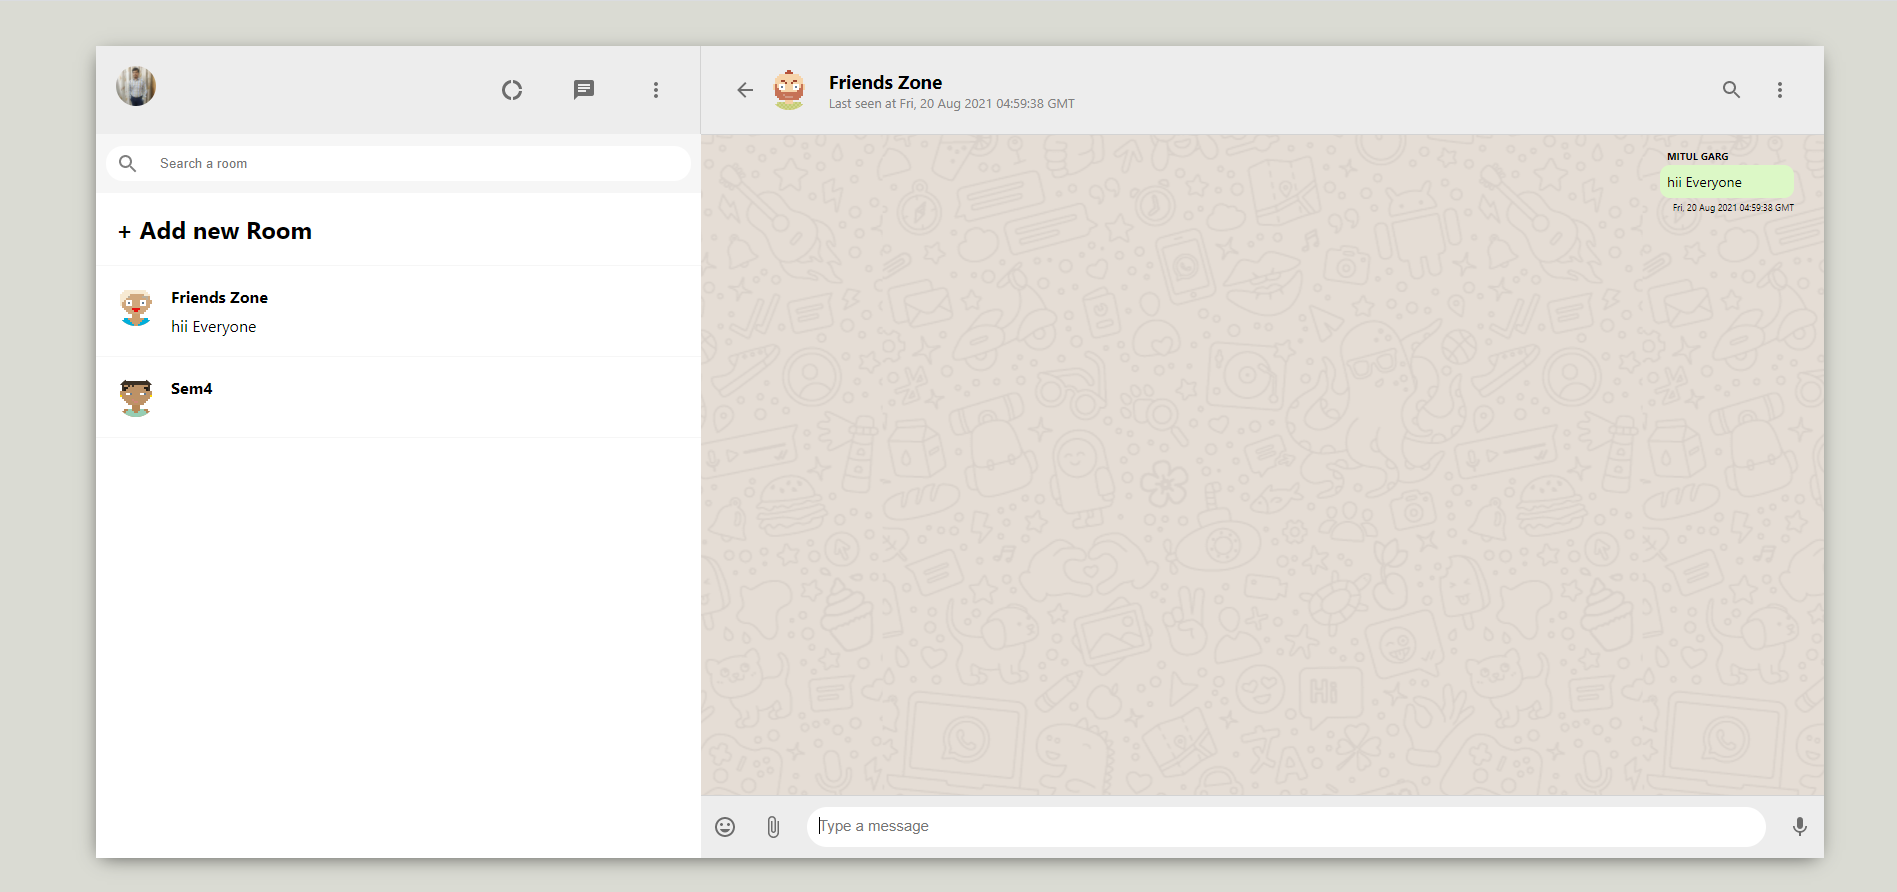 Search a room
+ Add new Room
Friends Zone
hii Everyone
Sem4
Friends Zone
Last seen at Fri, 20 Aug 2021 04:59:38 GMT
MITUL GARG
hii Everyone
Fri, 20 Aug 2021 04:59:38 GMT
Hi
Type a message